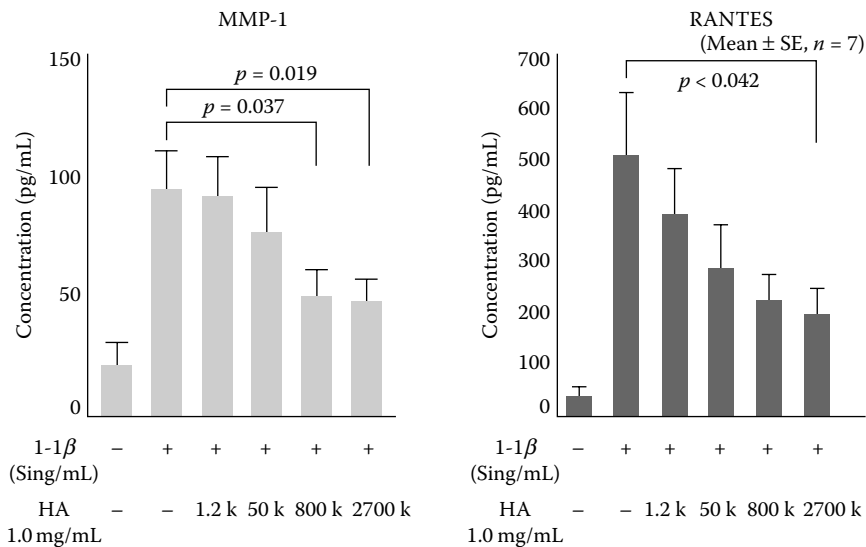 MMP-1
150
100
50
0
Concentration (pg/mL)
p = 0.019
p = 0.037
1-1β – + + + + +
(Sing/mL)
HA – – 1.2 k 50 k 800 k 2700 k
1.0 mg/mL
RANTES
(Mean ± SE, n = 7)
700
600
500
400
300
200
100
0
Concentration (pg/mL)
p < 0.042
1-1β – + + + + +
(Sing/mL)
HA – – 1.2 k 50 k 800 k 2700 k
1.0 mg/mL